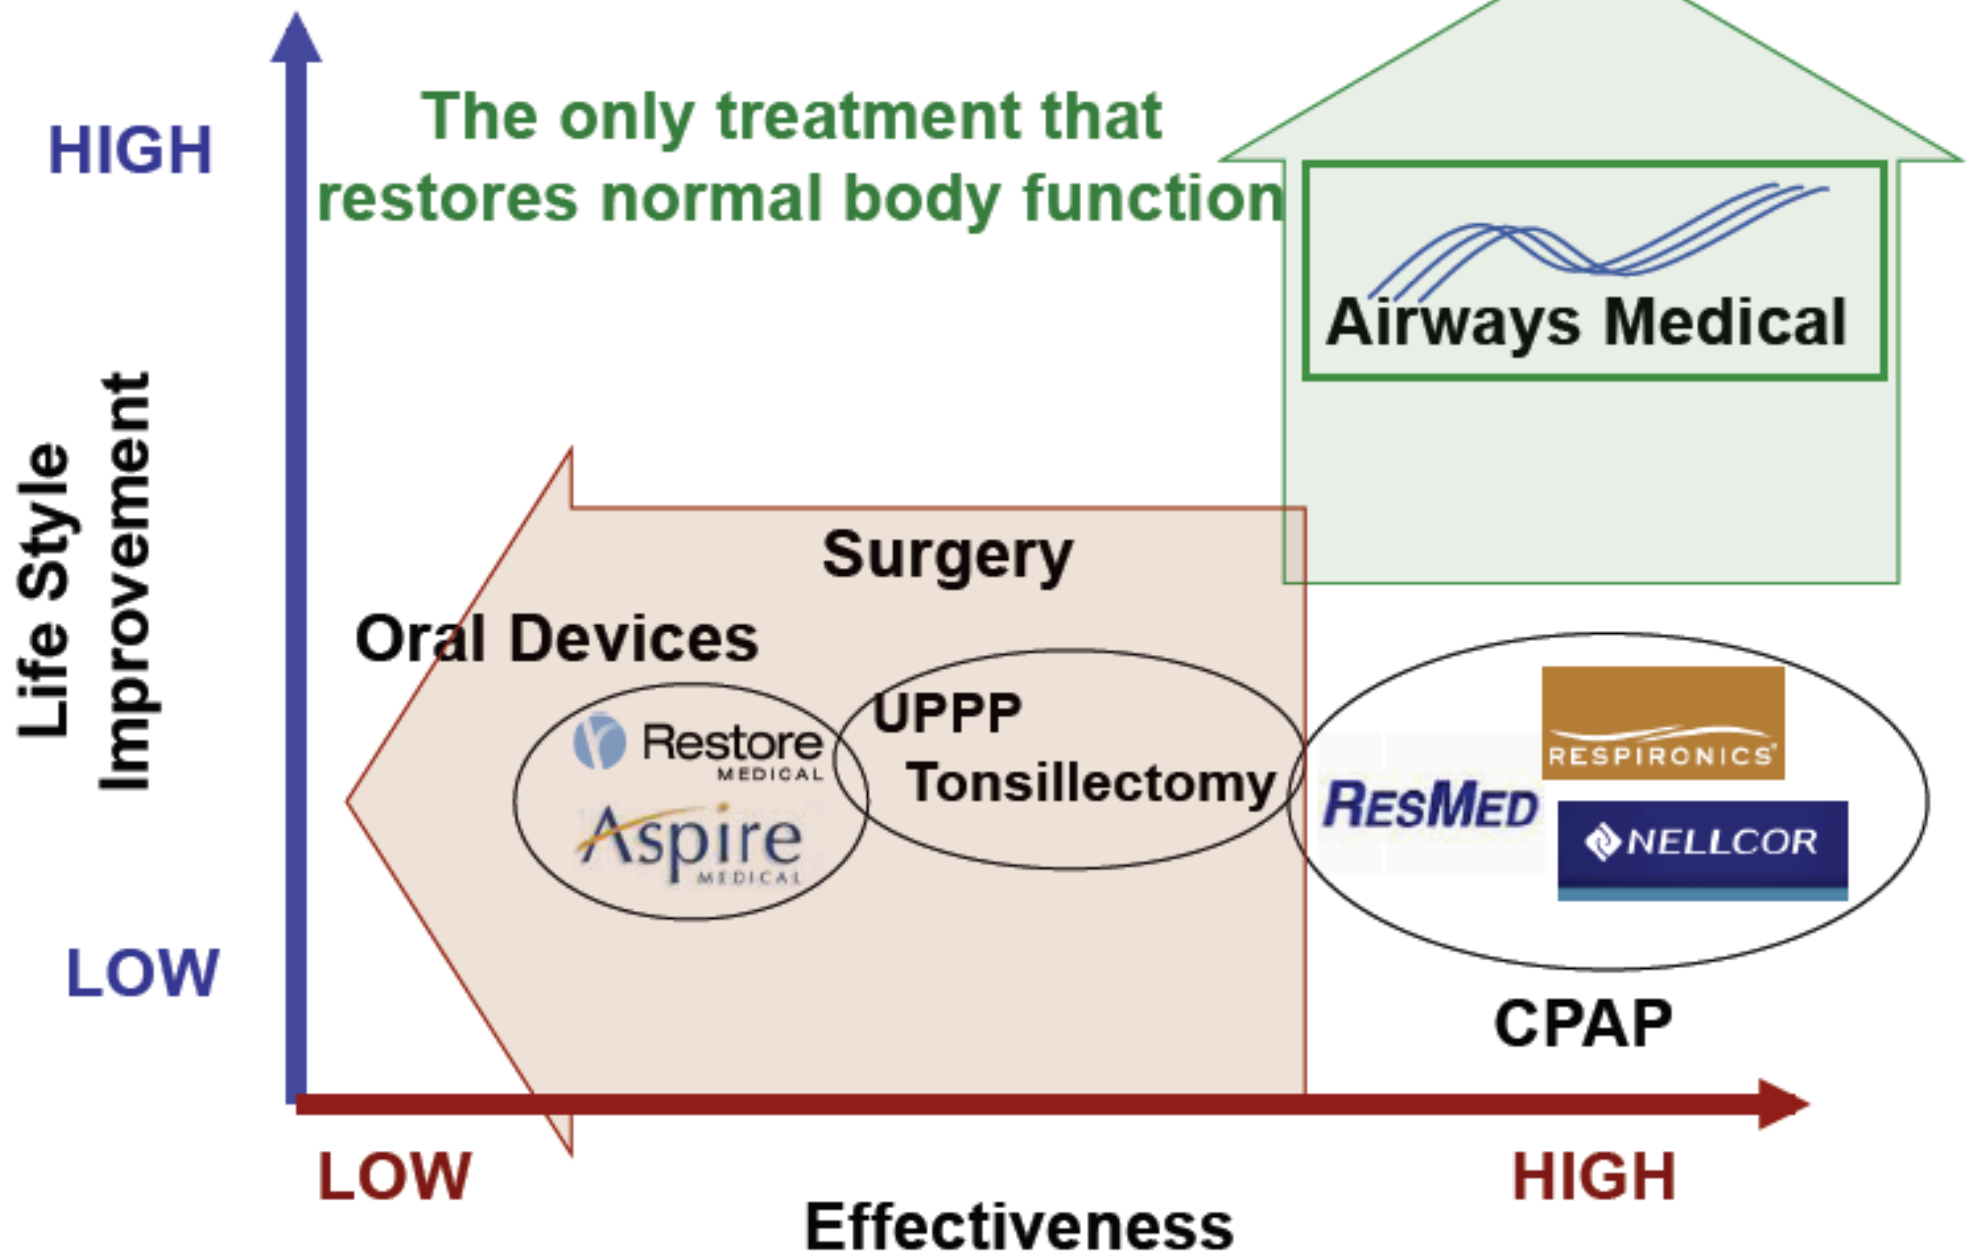 HIGH
The only treatment that
restores normal body function
Airways Medical
Life Style
Improvement
Surgery
Oral Devices
UPPP
Tonsillectomy
Restore
MEDICAL
Aspire
MEDICAL
RESPIRONICS®
RESMED
NELLCOR
LOW
CPAP
LOW
HIGH
Effectiveness